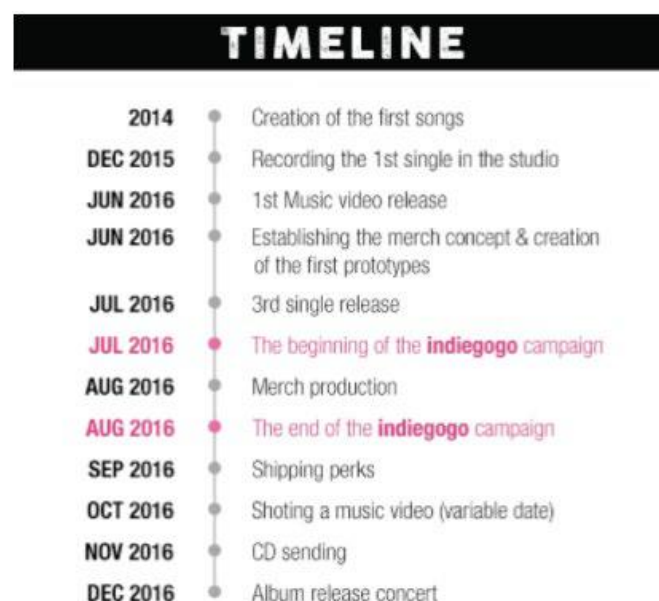 TIMELINE
2014 Creation of the first songs
DEC 2015 Recording the 1st single in the studio
JUN 2016 1st Music video release
JUN 2016 Establishing the merch concept & creation
of the first prototypes
JUL 2016 3rd single release
JUL 2016 The beginning of the indiegogo campaign
AUG 2016 Merch production
AUG 2016 The end of the indiegogo campaign
SEP 2016 Shipping perks
OCT 2016 Shoting a music video (variable date)
NOV 2016 CD sending
DEC 2016 Album release concert